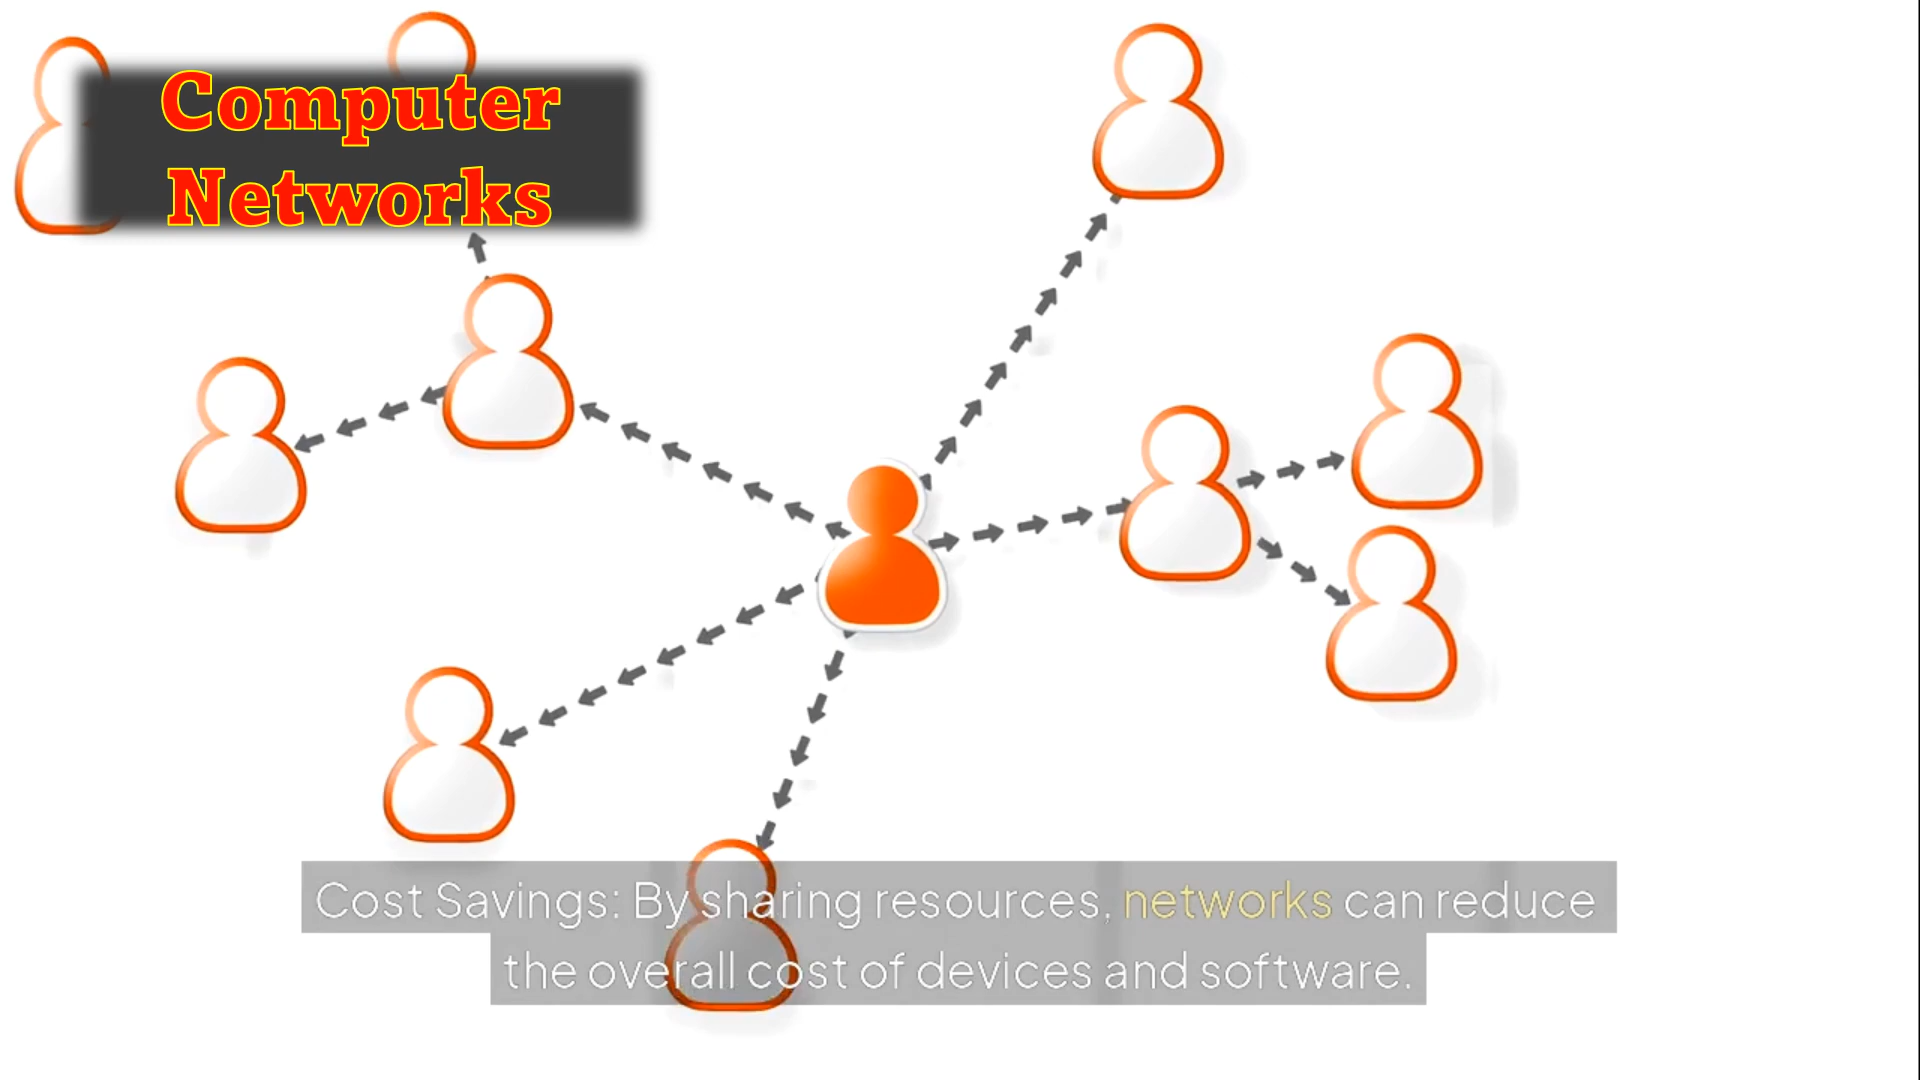 Computer
Networks
Cost Savings: By sharing resources, networks can reduce
the overall cost of devices and software.